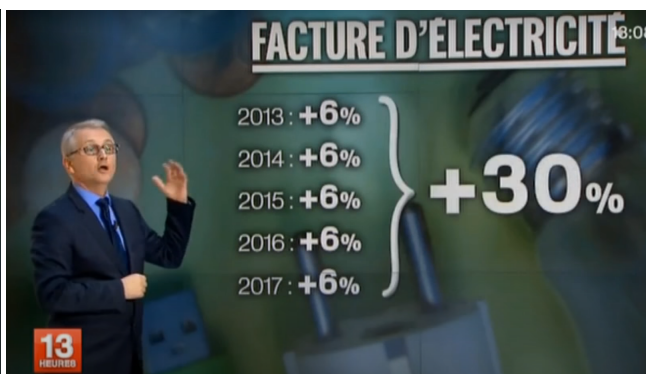 FACTURE D'ÉLECTRICITÉ
13:08
2013 : +6%
2014 : +6%
2015 : +6%
2016 : +6%
2017 : +6%
+30%
13
HEURES